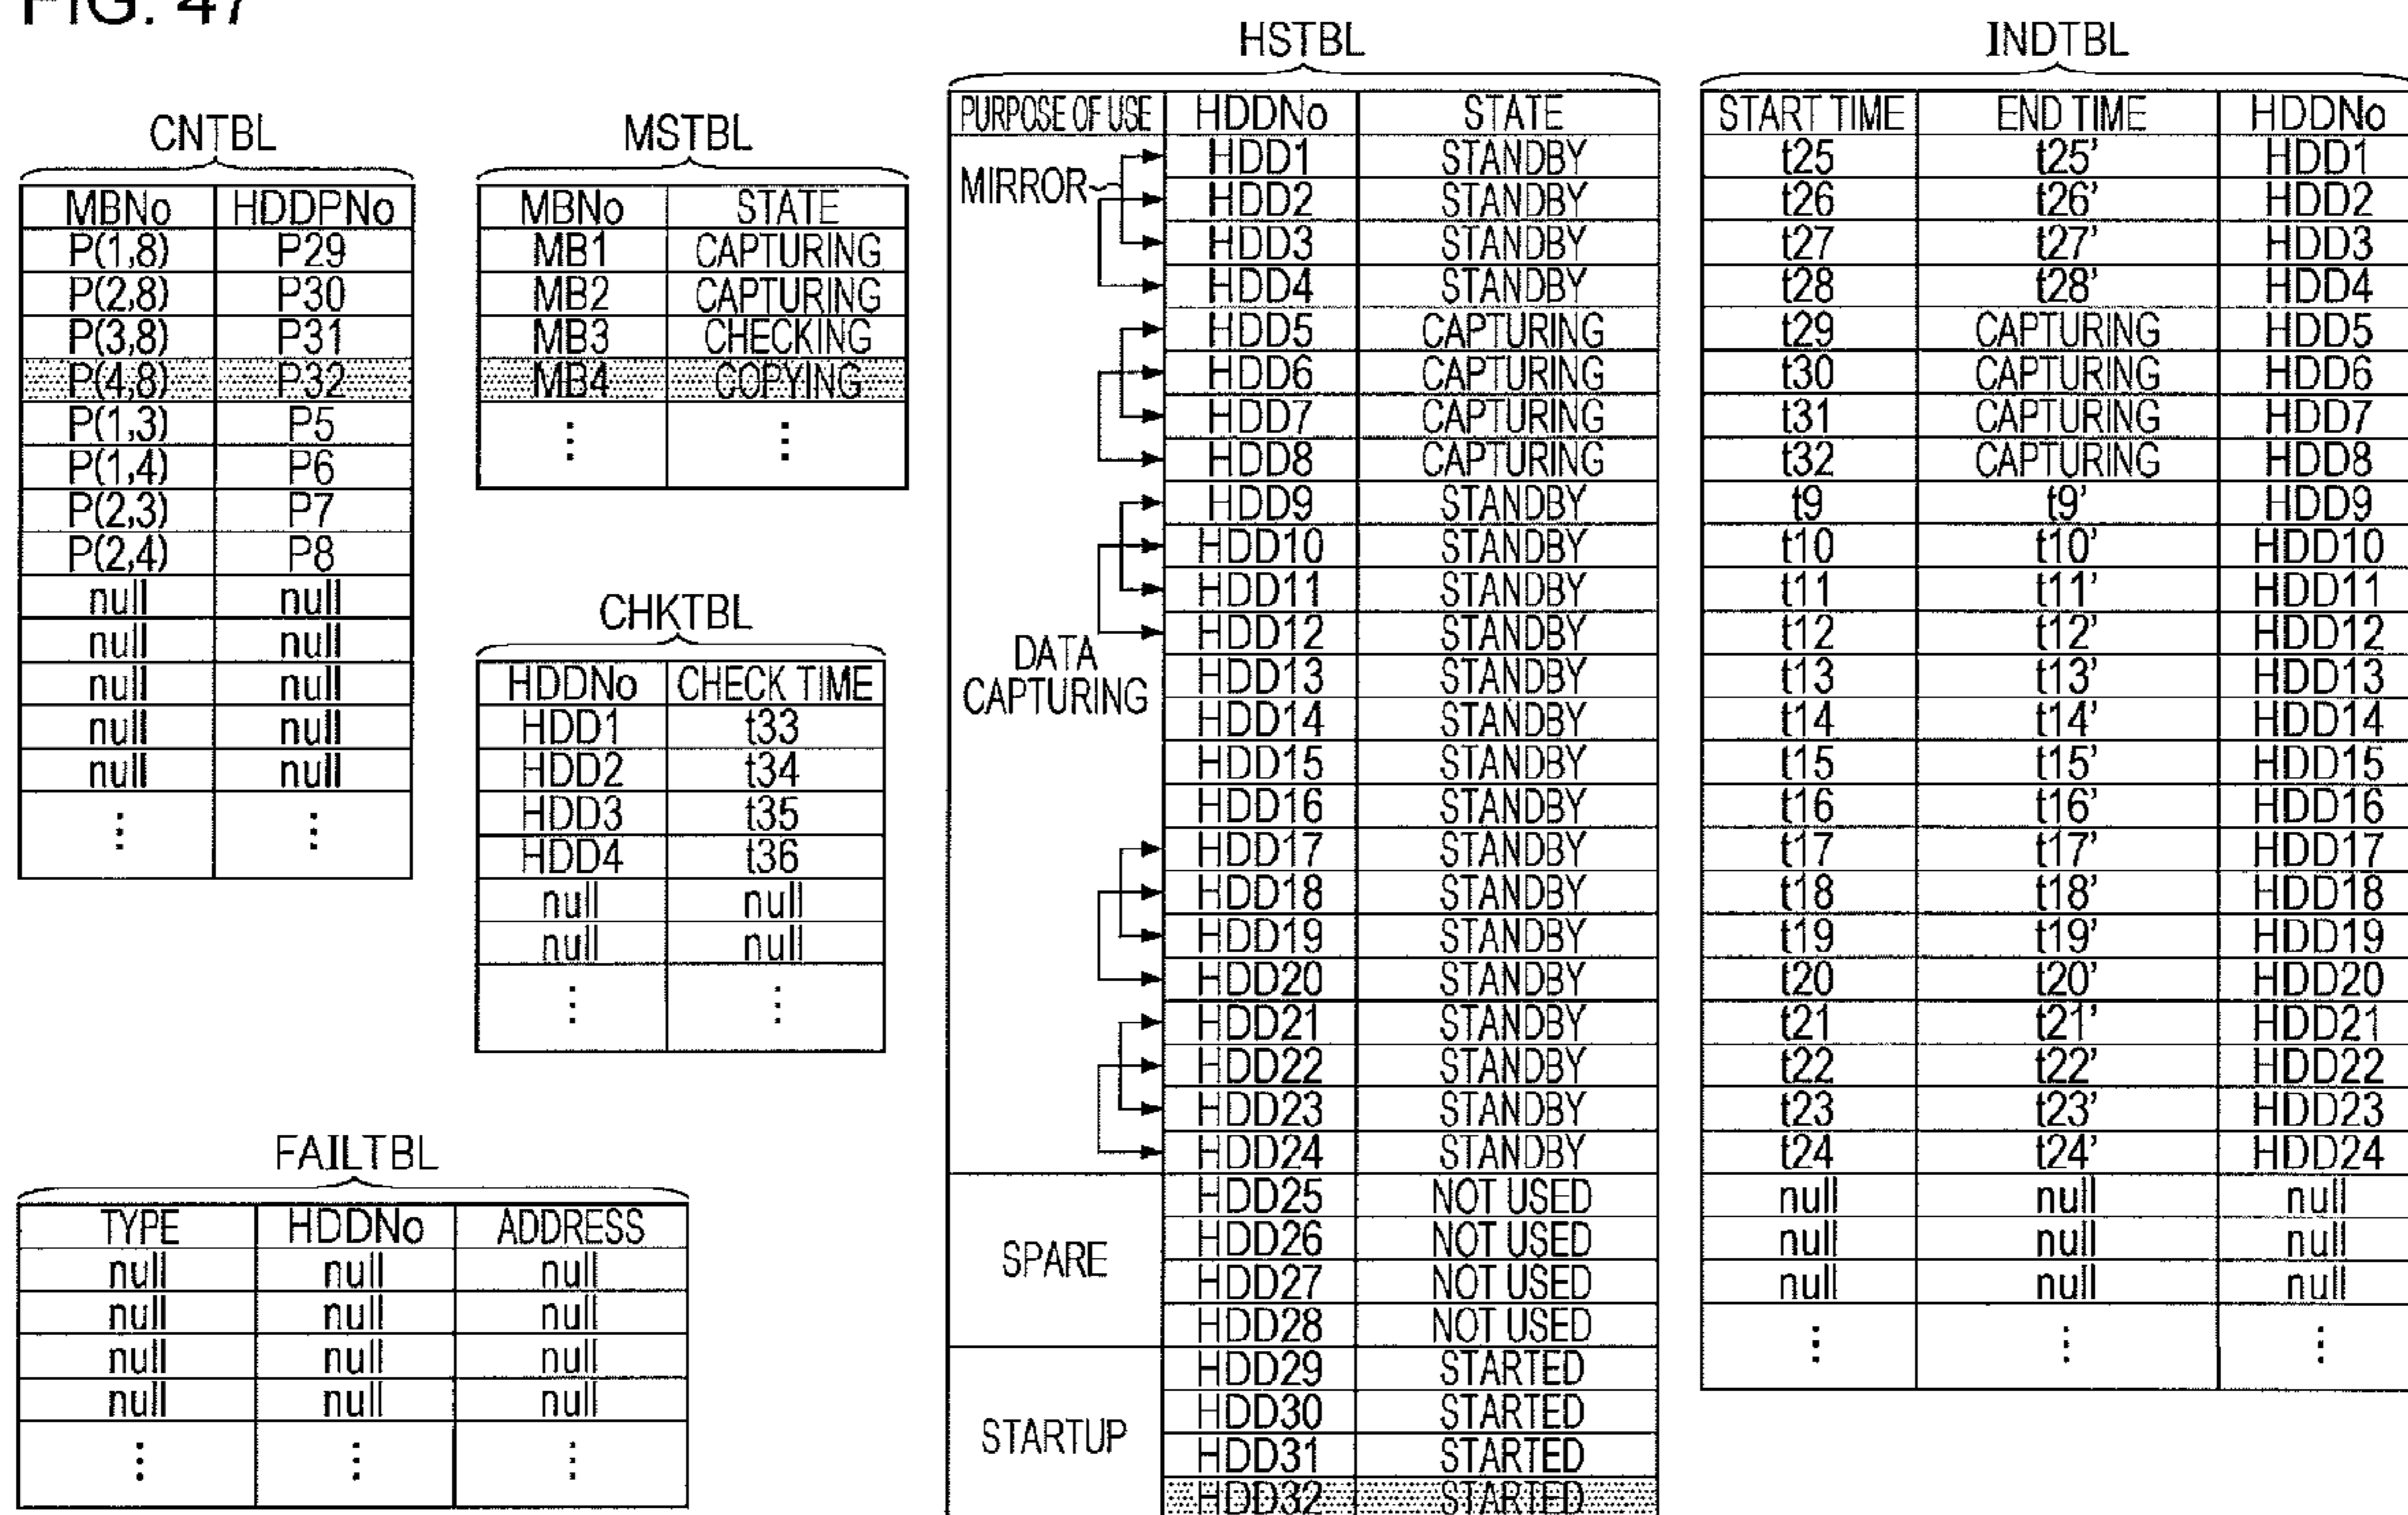 FIG. 47
CNTBL
MBNo HDDPNo
P(1,8) P29
P(2,8) P30
P(3,8) P31
P(4,8) P32
P(1,3) P5
P(1,4) P6
P(2,3) P7
P(2,4) P8
null null
null null
null null
null null
null null
⋮ ⋮
MSTBL
MBNo STATE
MB1 CAPTURING
MB2 CAPTURING
MB3 CHECKING
MB4 COPYING
⋮ ⋮
CHKTBL
HDDNo CHECK TIME
HDD1 t33
HDD2 t34
HDD3 t35
HDD4 t36
null null
null null
⋮ ⋮
FAILTBL
TYPE HDDNo ADDRESS
null null null
null null null
null null null
null null null
⋮ ⋮ ⋮
HSTBL
PURPOSE OF USE HDDNo STATE
MIRROR
DATA
CAPTURING
HDD1 STANDBY
HDD2 STANDBY
HDD3 STANDBY
HDD4 STANDBY
HDD5 CAPTURING
HDD6 CAPTURING
HDD7 CAPTURING
HDD8 CAPTURING
HDD9 STANDBY
HDD10 STANDBY
HDD11 STANDBY
HDD12 STANDBY
HDD13 STANDBY
HDD14 STANDBY
HDD15 STANDBY
HDD16 STANDBY
HDD17 STANDBY
HDD18 STANDBY
HDD19 STANDBY
HDD20 STANDBY
HDD21 STANDBY
HDD22 STANDBY
HDD23 STANDBY
HDD24 STANDBY
SPARE
HDD25 NOT USED
HDD26 NOT USED
HDD27 NOT USED
HDD28 NOT USED
STARTUP
HDD29 STARTED
HDD30 STARTED
HDD31 STARTED
HDD32 STARTED
INDTBL
START TIME END TIME HDDNo
t25 t25' HDD1
t26 t26' HDD2
t27 t27' HDD3
t28 t28' HDD4
t29 CAPTURING HDD5
t30 CAPTURING HDD6
t31 CAPTURING HDD7
t32 CAPTURING HDD8
t9 t9' HDD9
t10 t10' HDD10
t11 t11' HDD11
t12 t12' HDD12
t13 t13' HDD13
t14 t14' HDD14
t15 t15' HDD15
t16 t16' HDD16
t17 t17' HDD17
t18 t18' HDD18
t19 t19' HDD19
t20 t20' HDD20
t21 t21' HDD21
t22 t22' HDD22
t23 t23' HDD23
t24 t24' HDD24
null null null
null null null
null null null
⋮ ⋮ ⋮